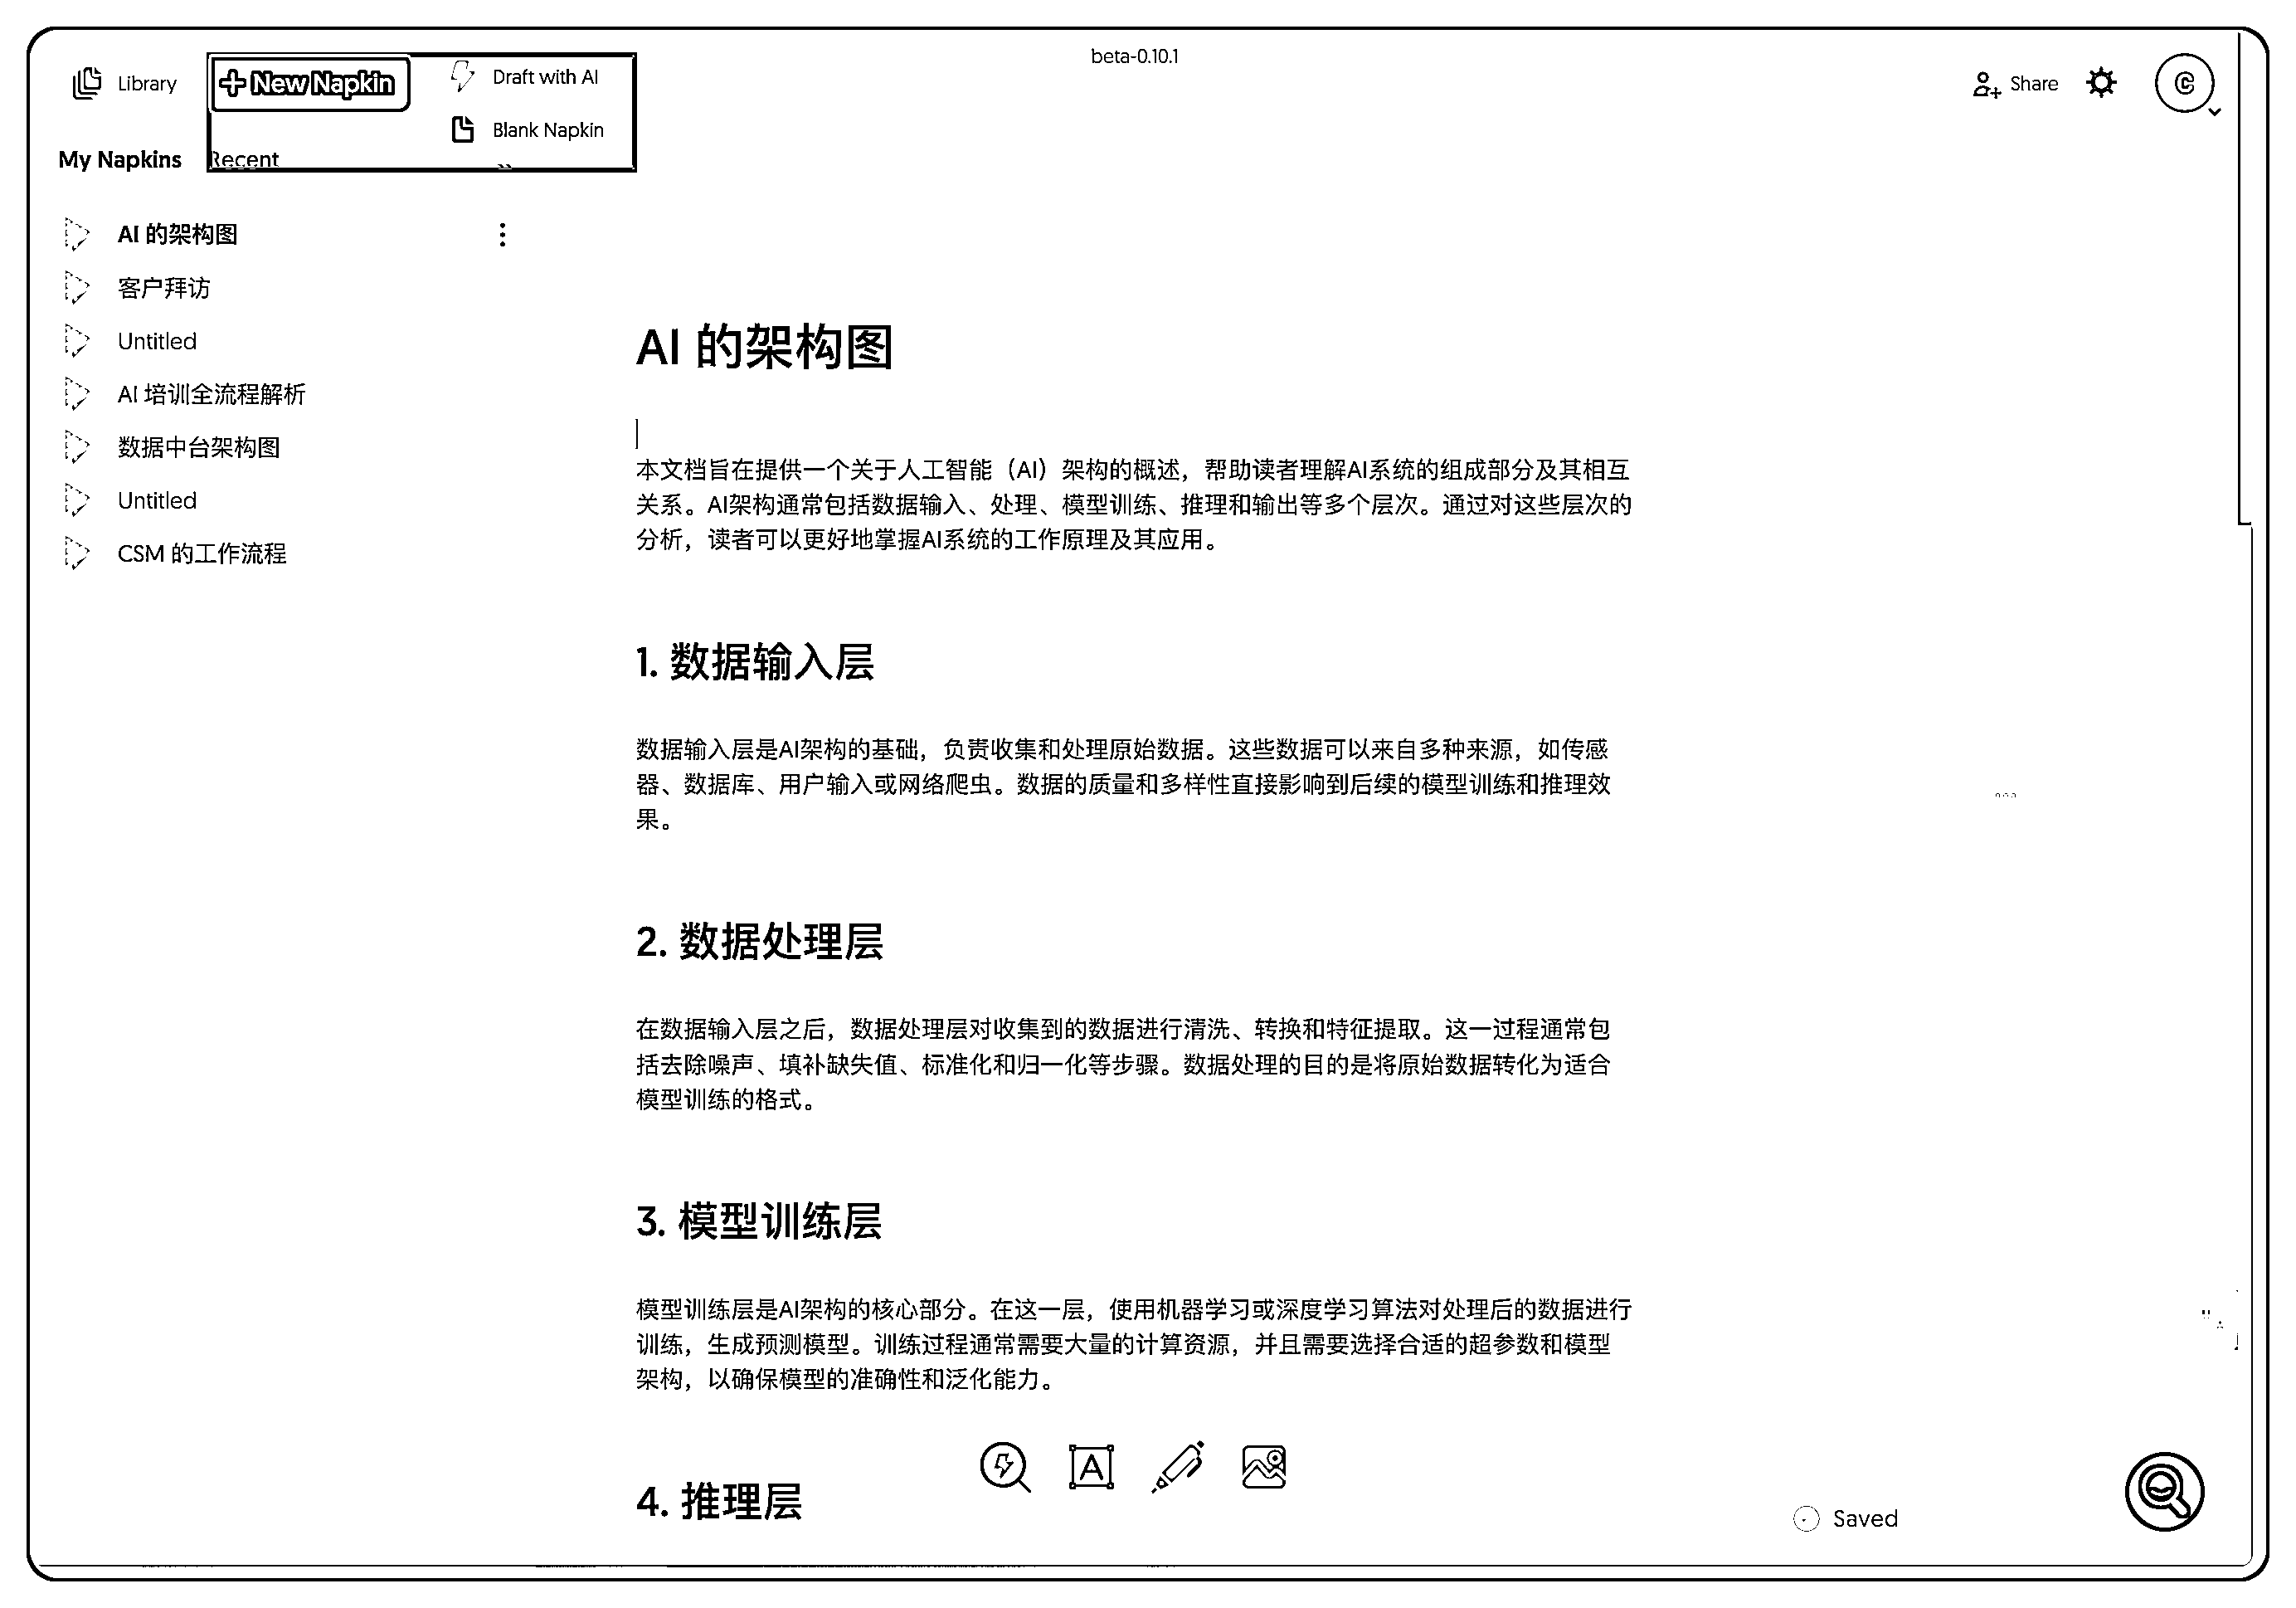 beta-0.10.1
Library
New Napkin
Draft with AI
Blank Napkin
Share
C
My Napkins
Recent
AI 的架构图
客户拜访
Untitled
AI 培训全流程解析
数据中台架构图
Untitled
CSM 的工作流程
AI 的架构图
本文档旨在提供一个关于人工智能（AI）架构的概述，帮助读者理解AI系统的组成部分及其相互
关系。AI架构通常包括数据输入、处理、模型训练、推理和输出等多个层次。通过对这些层次的
分析，读者可以更好地掌握AI系统的工作原理及其应用。
1. 数据输入层
数据输入层是AI架构的基础，负责收集和处理原始数据。这些数据可以来自多种来源，如传感
器、数据库、用户输入或网络爬虫。数据的质量和多样性直接影响到后续的模型训练和推理效
果。
2. 数据处理层
在数据输入层之后，数据处理层对收集到的数据进行清洗、转换和特征提取。这一过程通常包
括去除噪声、填补缺失值、标准化和归一化等步骤。数据处理的目的是将原始数据转化为适合
模型训练的格式。
3. 模型训练层
模型训练层是AI架构的核心部分。在这一层，使用机器学习或深度学习算法对处理后的数据进行
训练，生成预测模型。训练过程通常需要大量的计算资源，并且需要选择合适的超参数和模型
架构，以确保模型的准确性和泛化能力。
4. 推理层
A
Saved